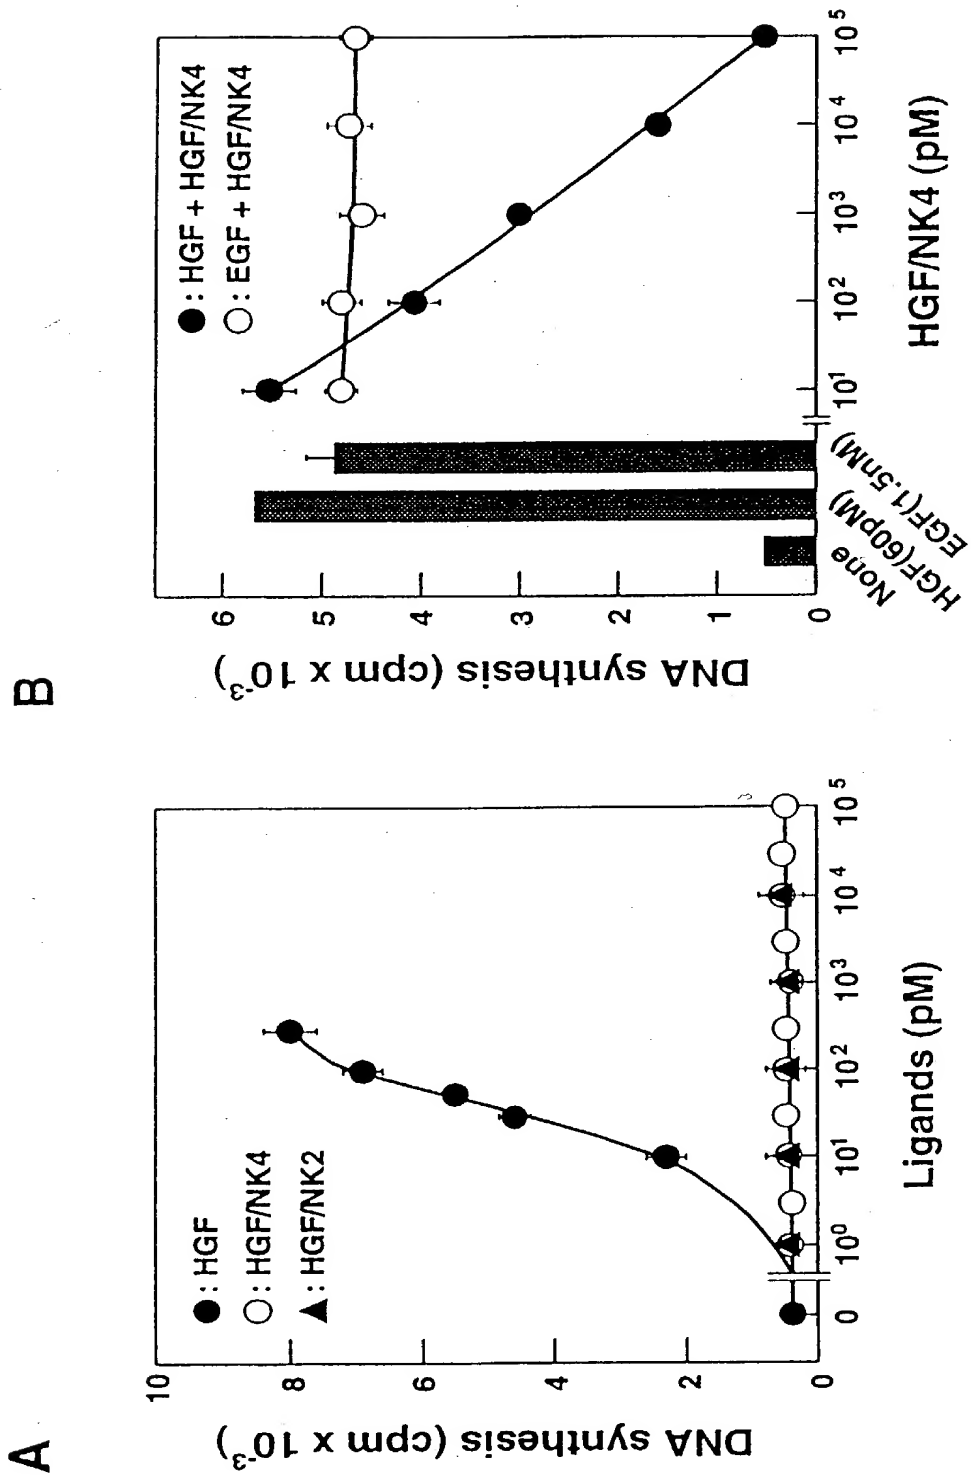 A
DNA synthesis (cpm x 10⁻³)
10
8
6
4
2
0
●: HGF
○: HGF/NK4
▲: HGF/NK2
0 10⁰ 10¹ 10² 10³ 10⁴ 10⁵
Ligands (pM)
B
DNA synthesis (cpm x 10⁻³)
6
5
4
3
2
1
0
●: HGF + HGF/NK4
○: EGF + HGF/NK4
None
HGF(60pM)
EGF(1.5nM)
10¹ 10² 10³ 10⁴ 10⁵
HGF/NK4 (pM)